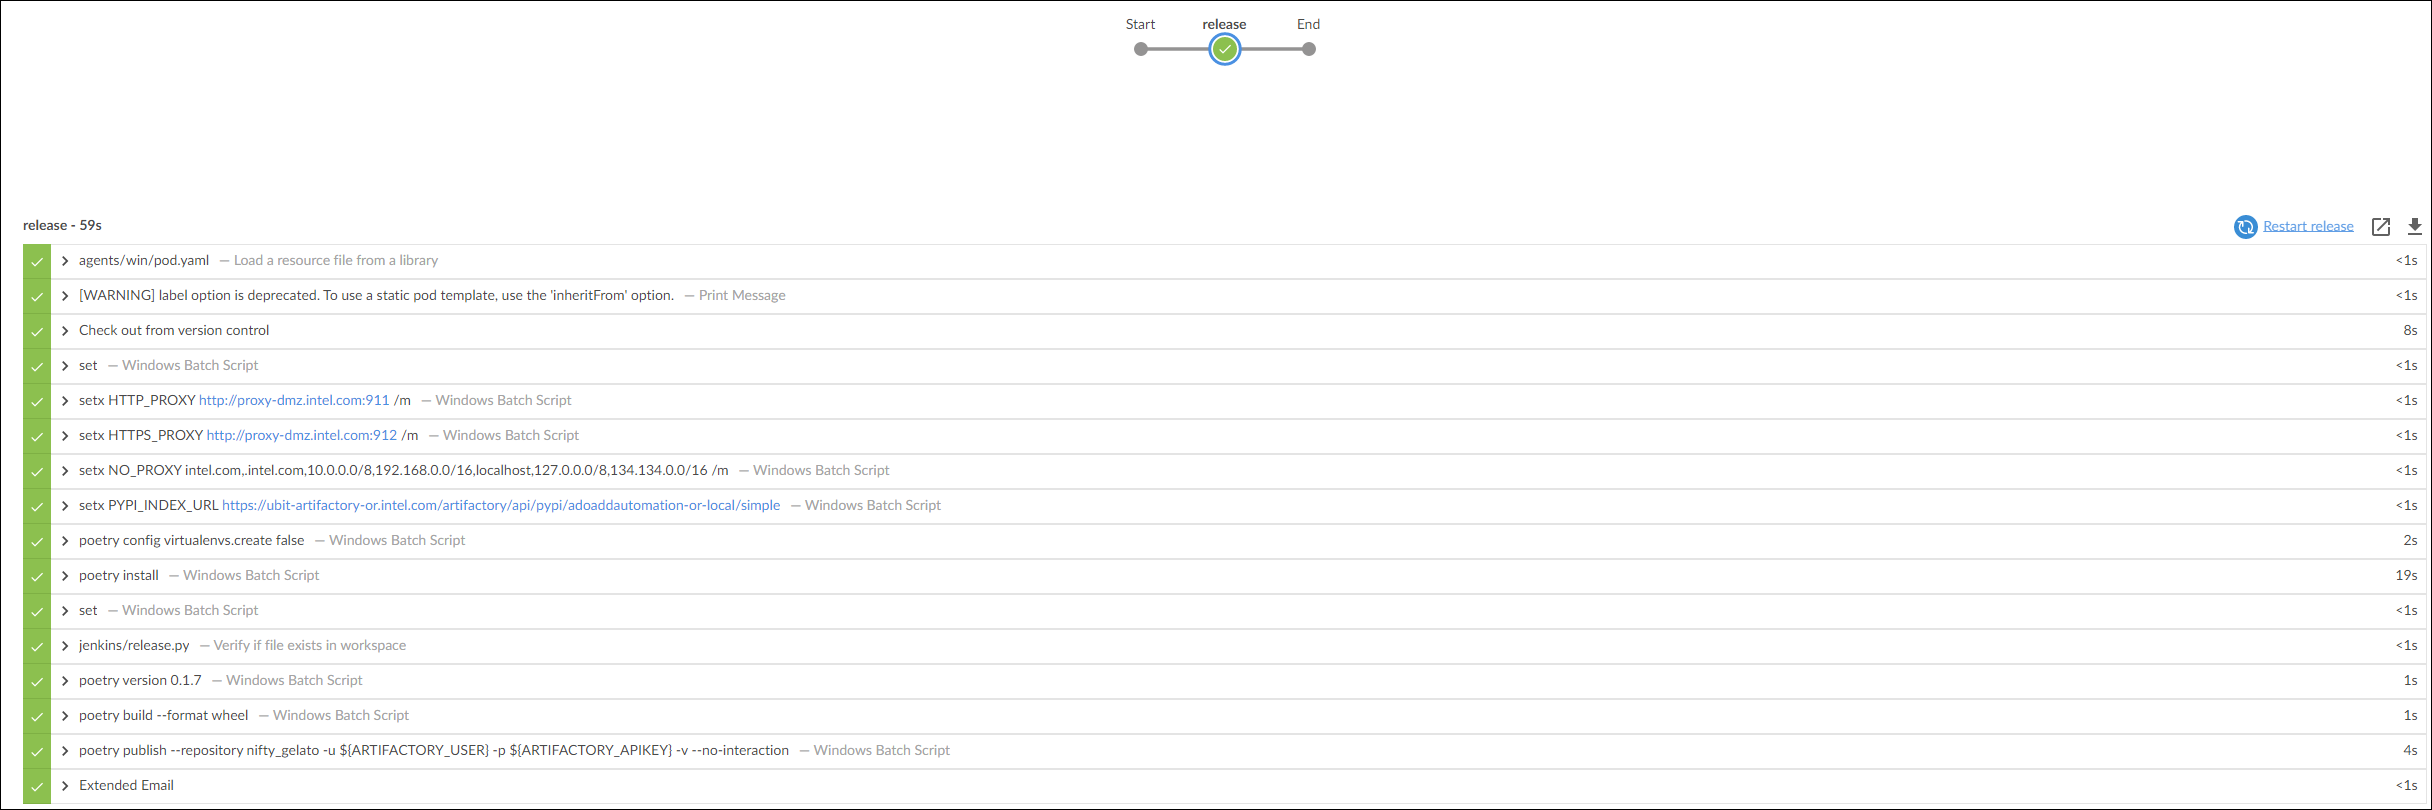 Start release End
release - 59s Restart release
agents/win/pod.yaml — Load a resource file from a library <1s
[WARNING] label option is deprecated. To use a static pod template, use the 'inheritFrom' option. — Print Message <1s
Check out from version control 8s
set — Windows Batch Script <1s
setx HTTP_PROXY http://proxy-dmz.intel.com:911 /m — Windows Batch Script <1s
setx HTTPS_PROXY http://proxy-dmz.intel.com:912 /m — Windows Batch Script <1s
setx NO_PROXY intel.com,.intel.com,10.0.0.0/8,192.168.0.0/16,localhost,127.0.0.0/8,134.134.0.0/16 /m — Windows Batch Script <1s
setx PYPI_INDEX_URL https://ubit-artifactory-or.intel.com/artifactory/api/pypi/adoaddautomation-or-local/simple — Windows Batch Script <1s
poetry config virtualenvs.create false — Windows Batch Script 2s
poetry install — Windows Batch Script 19s
set — Windows Batch Script <1s
jenkins/release.py — Verify if file exists in workspace <1s
poetry version 0.1.7 — Windows Batch Script 1s
poetry build --format wheel — Windows Batch Script 1s
poetry publish --repository nifty_gelato -u ${ARTIFACTORY_USER} -p ${ARTIFACTORY_APIKEY} -v --no-interaction — Windows Batch Script 4s
Extended Email <1s